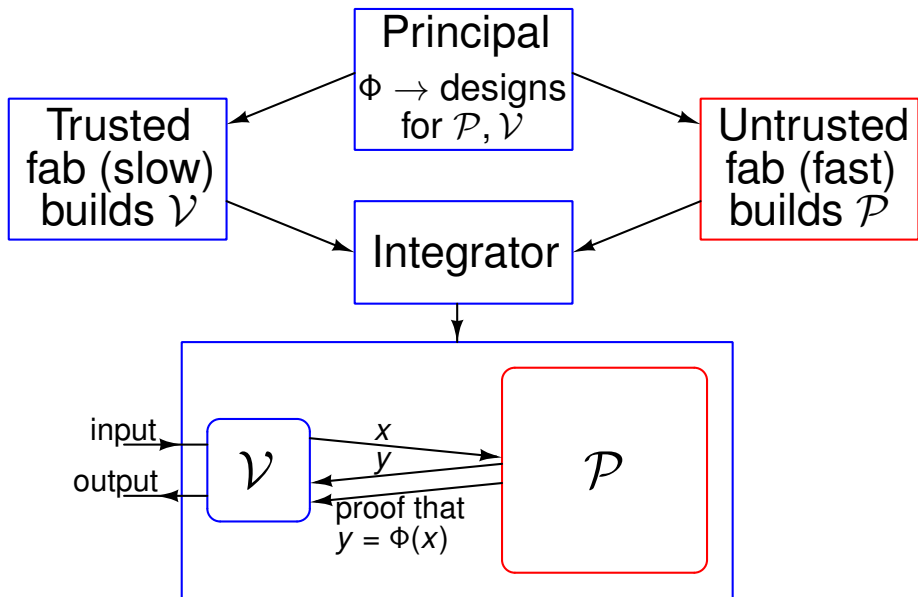 Principal
Φ → designs
for 𝒫, 𝒱
Trusted
fab (slow)
builds 𝒱
Untrusted
fab (fast)
builds 𝒫
Integrator
input
output
𝒱
x
y
proof that
y = Φ(x)
𝒫